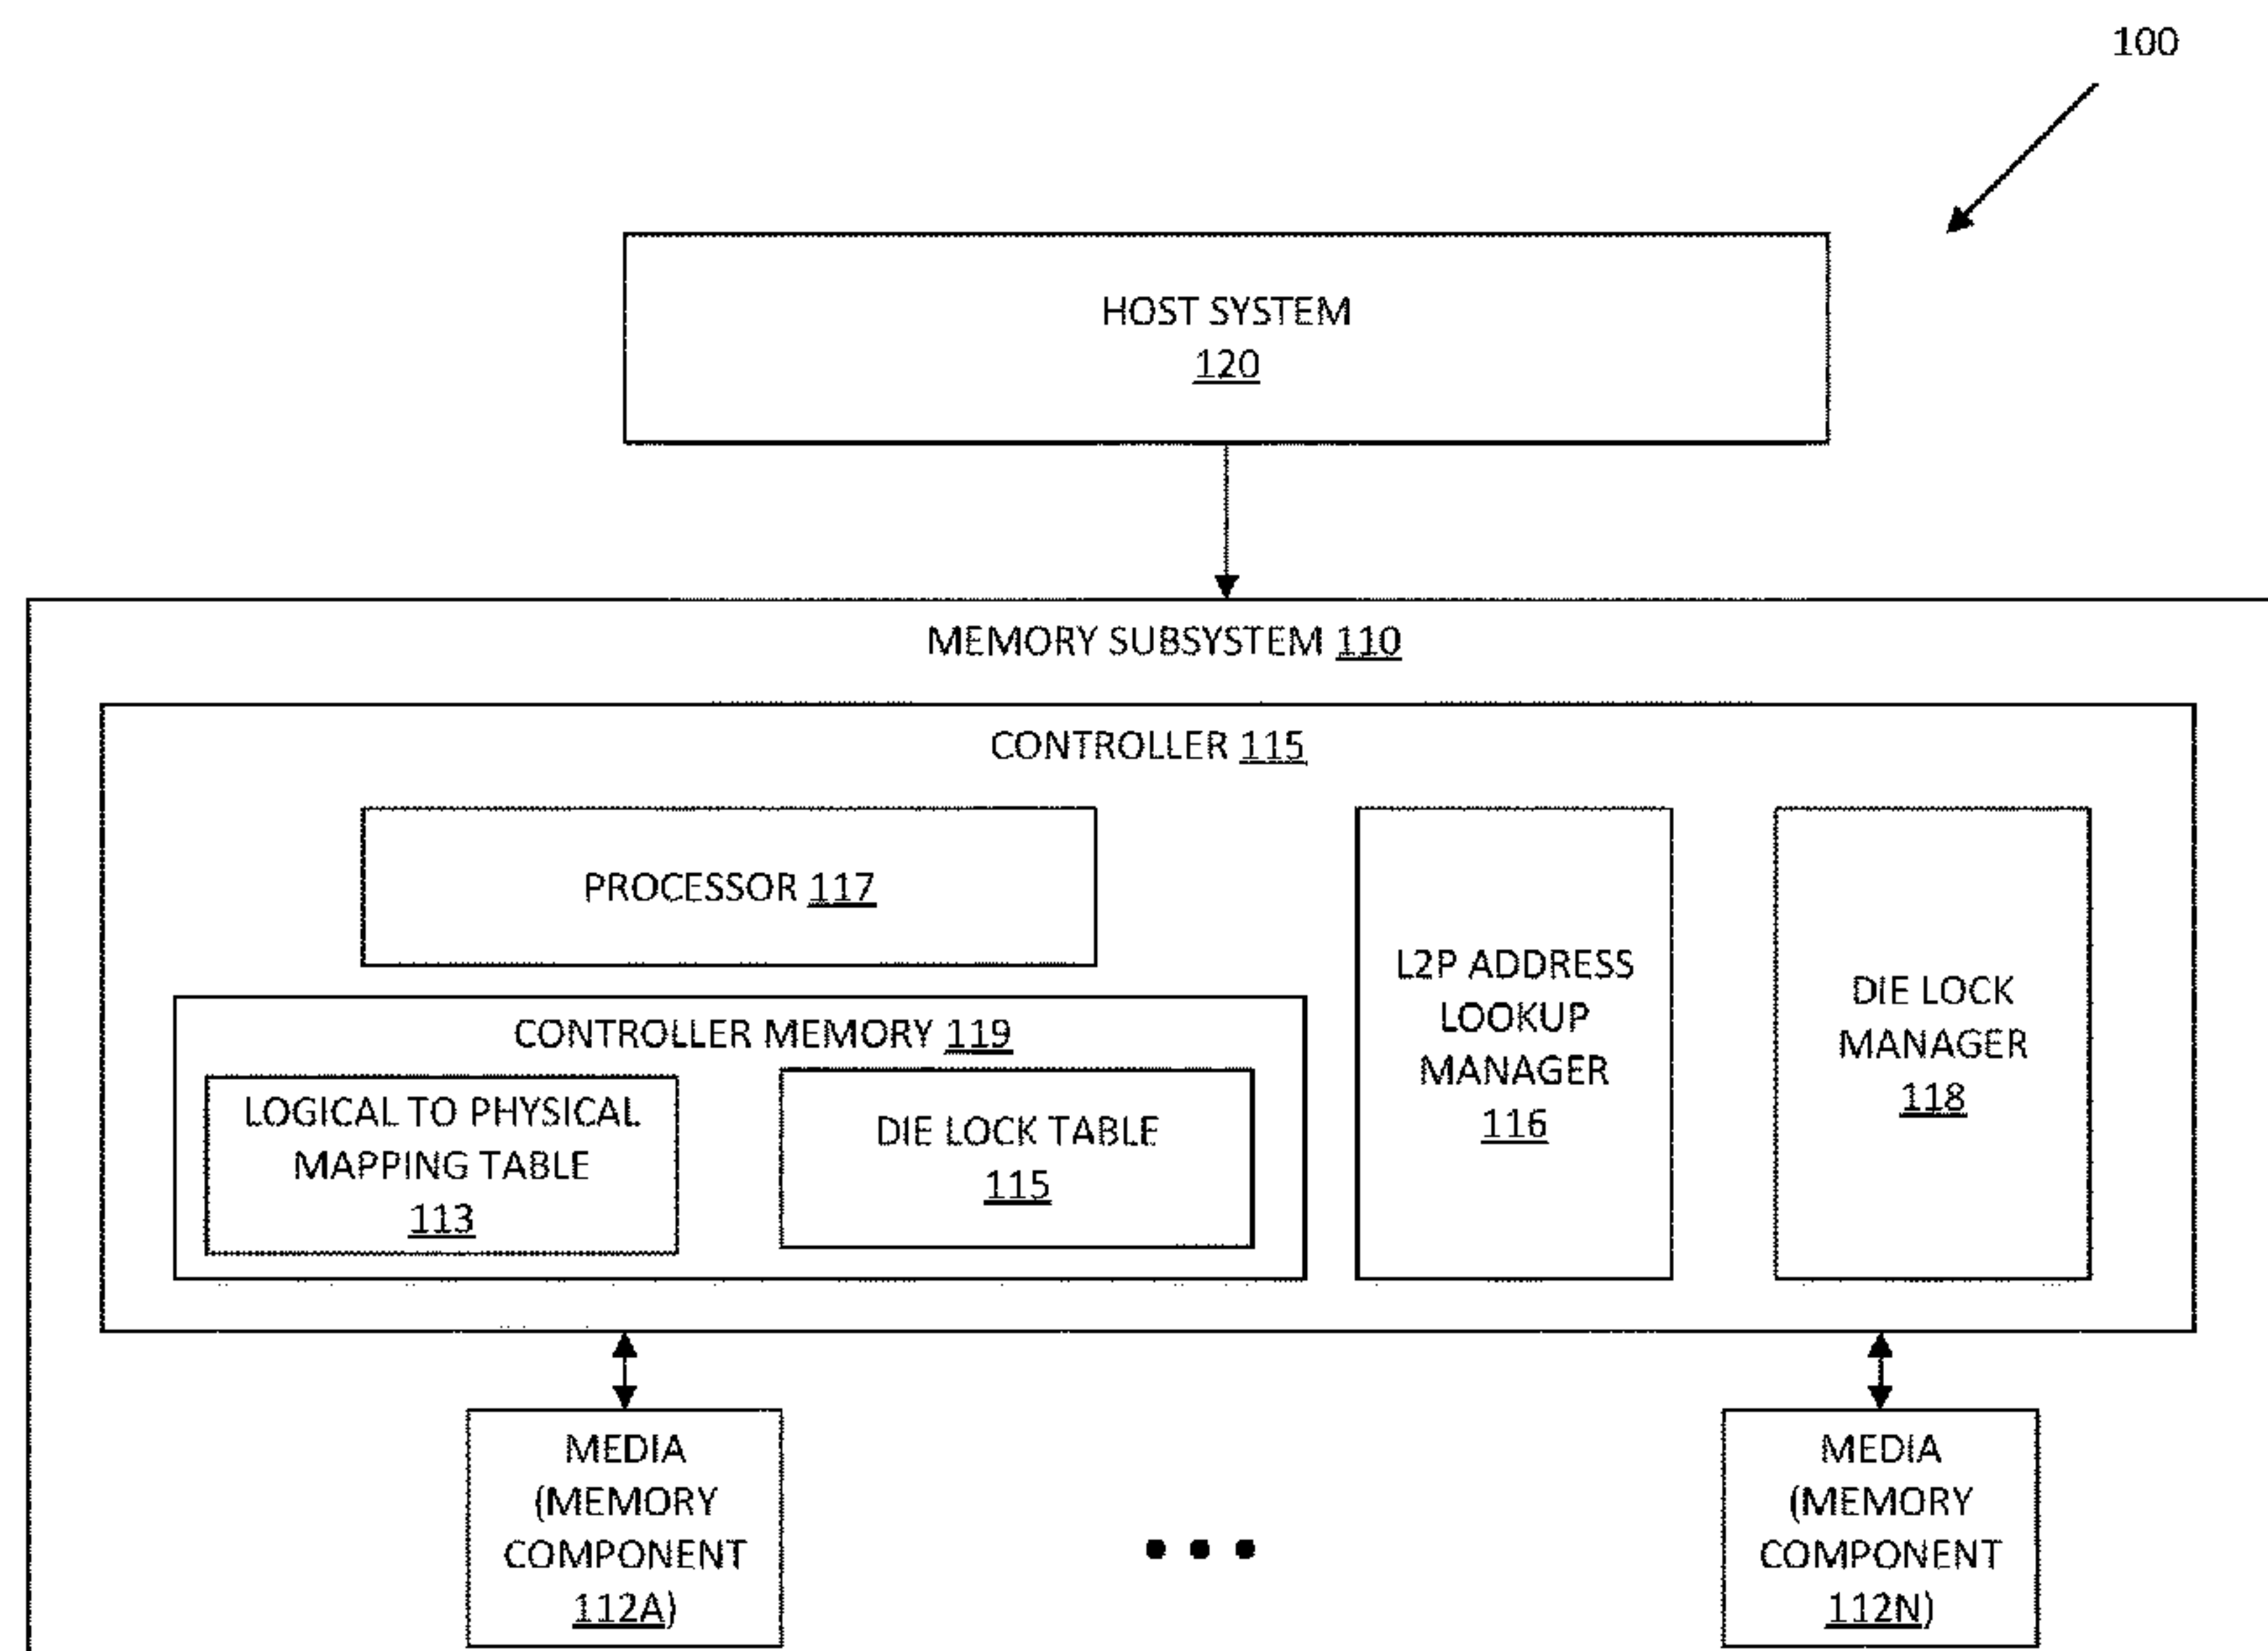 100
HOST SYSTEM
120
MEMORY SUBSYSTEM 110
CONTROLLER 115
PROCESSOR 117
CONTROLLER MEMORY 119
LOGICAL TO PHYSICAL
MAPPING TABLE
113
DIE LOCK TABLE
115
L2P ADDRESS
LOOKUP
MANAGER
116
DIE LOCK
MANAGER
118
MEDIA
(MEMORY
COMPONENT
112A)
MEDIA
(MEMORY
COMPONENT
112N)